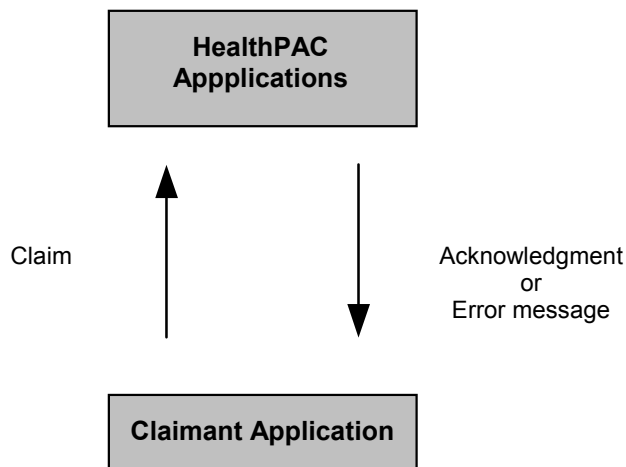 HealthPAC
Appplications
Claim
Acknowledgment
or
Error message
Claimant Application